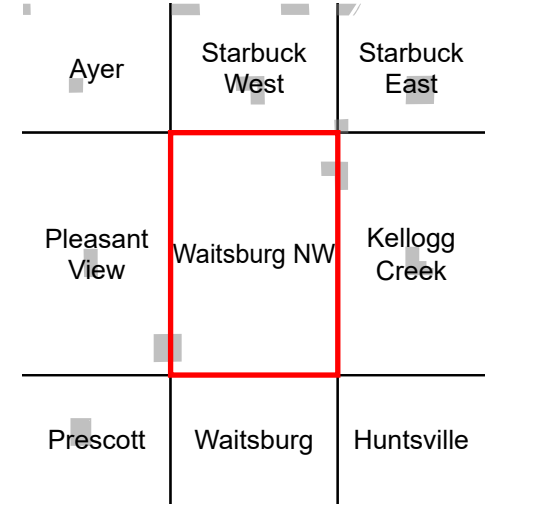 Ayer
Starbuck
West
Starbuck
East
Pleasant
View
Waitsburg NW
Kellogg
Creek
Prescott
Waitsburg
Huntsville